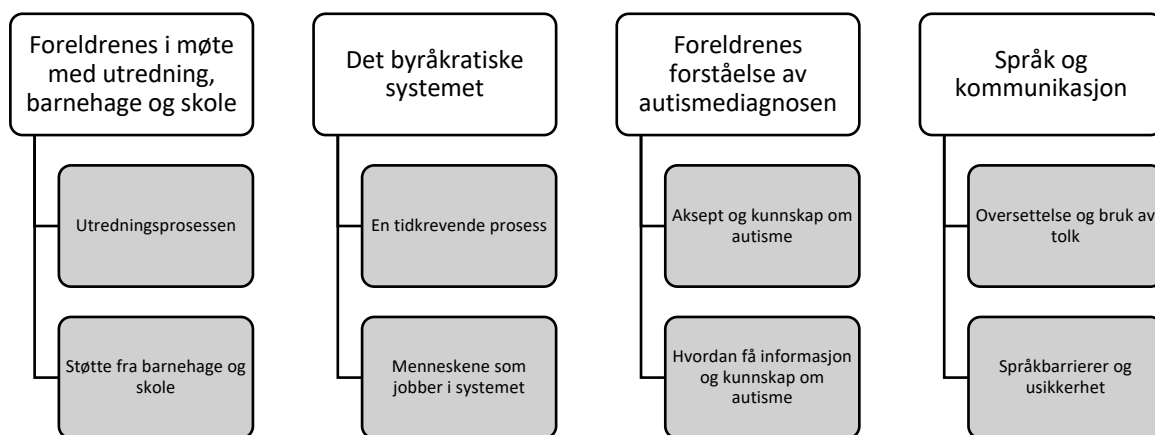 Foreldrenes i møte
med utredning,
barnehage og skole
Utredningsprosessen
Støtte fra barnehage og
skole
Det byråkratiske
systemet
En tidkrevende prosess
Menneskene som
jobber i systemet
Foreldrenes
forståelse av
autismediagnosen
Aksept og kunnskap om
autisme
Hvordan få informasjon
og kunnskap om
autisme
Språk og
kommunikasjon
Oversettelse og bruk av
tolk
Språkbarrierer og
usikkerhet